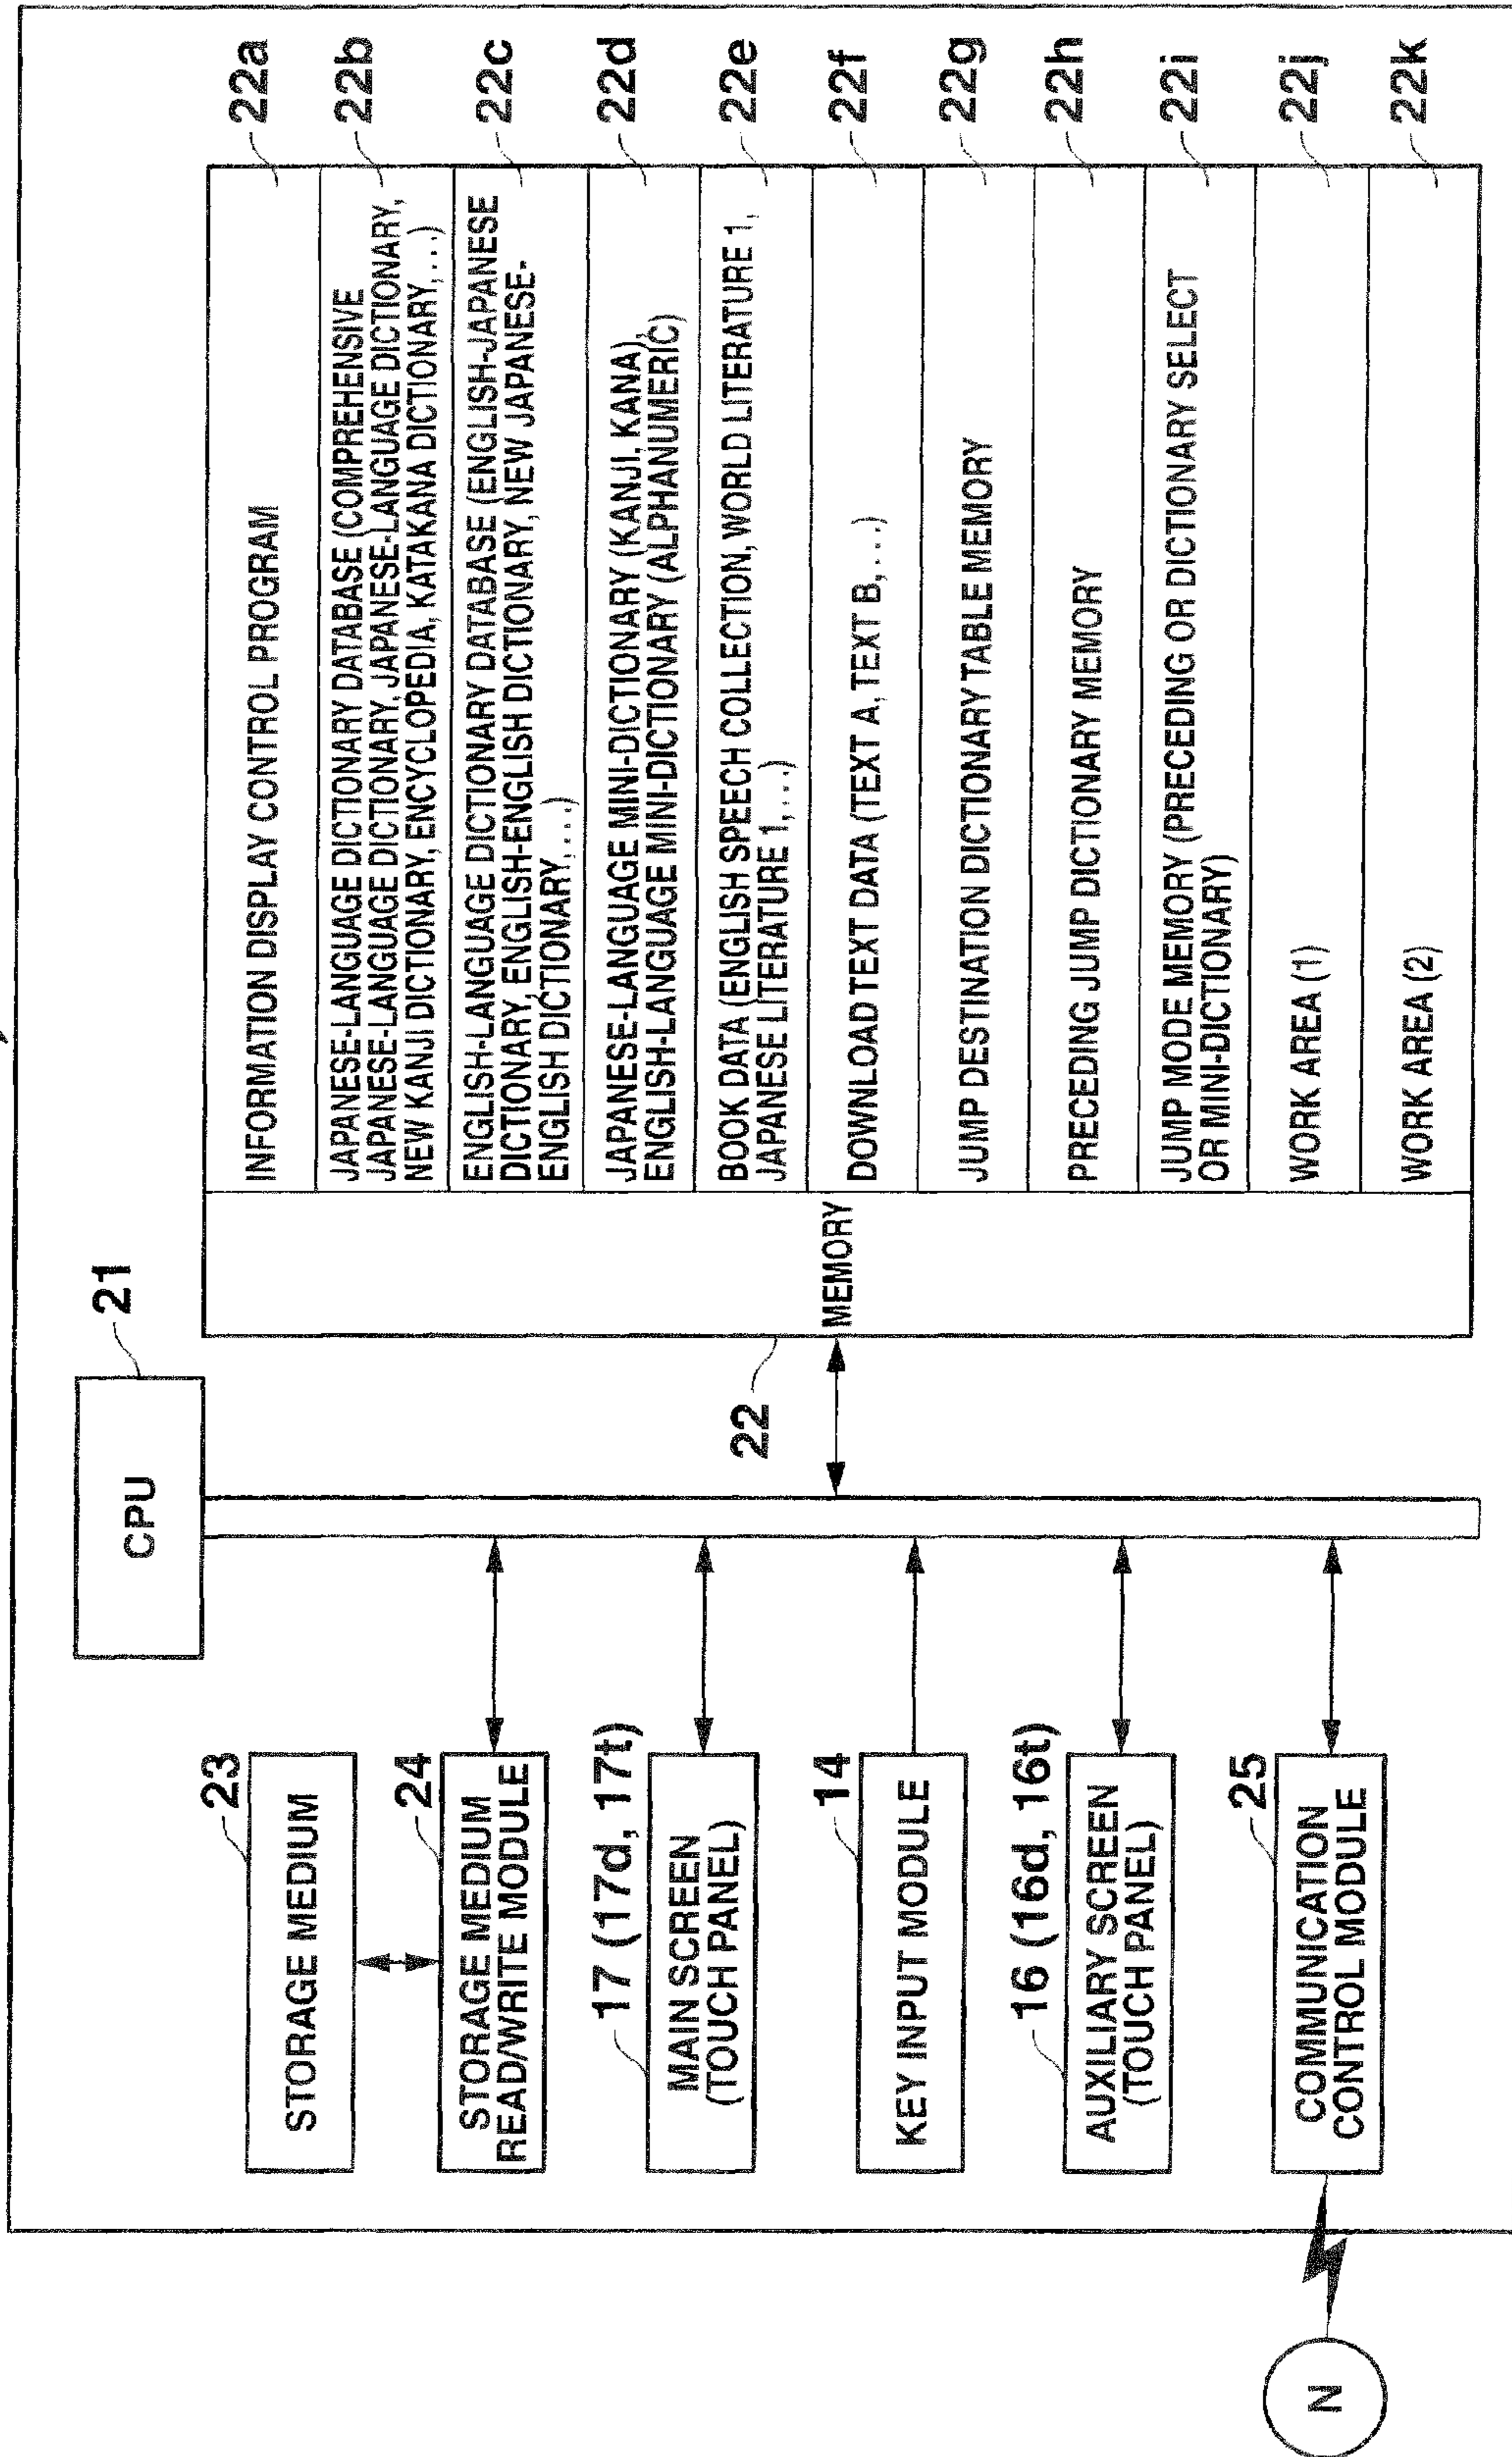 CPU
21
23
STORAGE MEDIUM
24
STORAGE MEDIUM
READ/WRITE MODULE
17 (17d, 17t)
MAIN SCREEN
(TOUCH PANEL)
14
KEY INPUT MODULE
16 (16d, 16t)
AUXILIARY SCREEN
(TOUCH PANEL)
25
COMMUNICATION
CONTROL MODULE
N
22
MEMORY
INFORMATION DISPLAY CONTROL PROGRAM
22a
JAPANESE-LANGUAGE DICTIONARY DATABASE (COMPREHENSIVE
JAPANESE-LANGUAGE DICTIONARY, JAPANESE-LANGUAGE DICTIONARY,
NEW KANJI DICTIONARY, ENCYCLOPEDIA, KATAKANA DICTIONARY,...)
22b
ENGLISH-LANGUAGE DICTIONARY DATABASE (ENGLISH-JAPANESE
DICTIONARY, ENGLISH-ENGLISH DICTIONARY, NEW JAPANESE-
ENGLISH DICTIONARY,...)
22c
JAPANESE-LANGUAGE MINI-DICTIONARY (KANJI, KANA),
ENGLISH-LANGUAGE MINI-DICTIONARY (ALPHANUMERIC)
22d
BOOK DATA (ENGLISH SPEECH COLLECTION, WORLD LITERATURE 1,
JAPANESE LITERATURE 1,...)
22e
DOWNLOAD TEXT DATA (TEXT A, TEXT B,...)
22f
JUMP DESTINATION DICTIONARY TABLE MEMORY
22g
PRECEDING JUMP DICTIONARY MEMORY
22h
JUMP MODE MEMORY (PRECEDING OR DICTIONARY SELECT
OR MINI-DICTIONARY)
22i
WORK AREA (1)
22j
WORK AREA (2)
22k